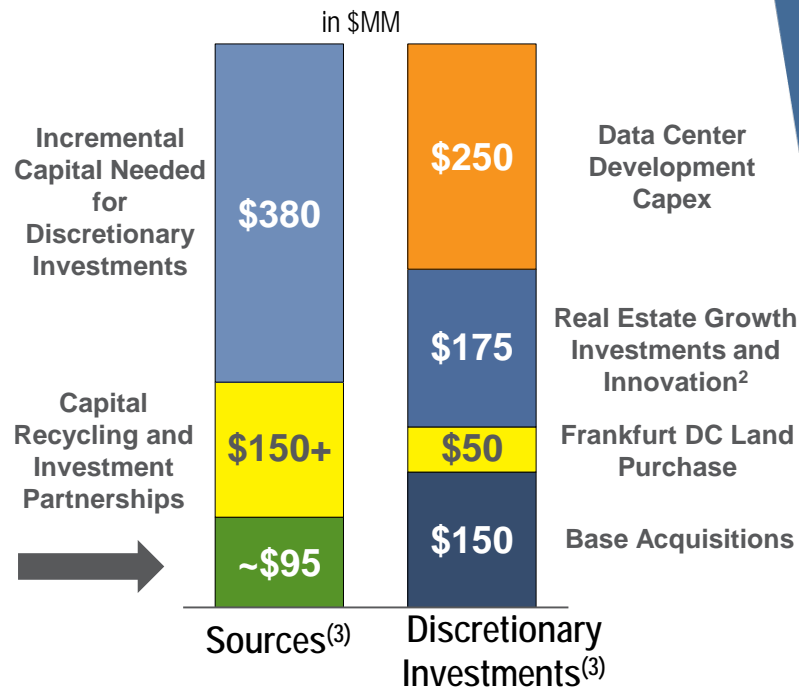 in $MM
Incremental
Capital Needed
for
Discretionary
Investments
$380
Capital
Recycling and
Investment
Partnerships
$150+
~$95
Sources(3)
$250
Data Center
Development
Capex
$175
Real Estate Growth
Investments and
Innovation2
$50
Frankfurt DC Land
Purchase
$150
Base Acquisitions
Discretionary
Investments(3)